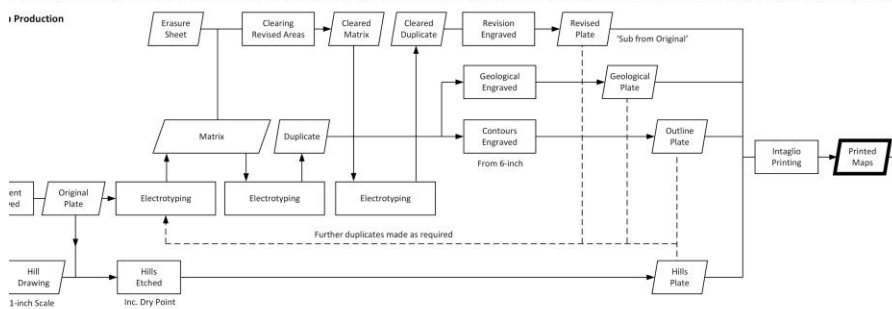 Production
Erasure
Sheet
Clearing
Revised Areas
Cleared
Matrix
Cleared
Duplicate
Revision
Engraved
Revised
Plate
‘Sub from Original’
Geological
Engraved
Geological
Plate
Matrix
Duplicate
Contours
Engraved
Outline
Plate
From 6-inch
Intaglio
Printing
Printed
Maps
Original
Plate
Electrotyping
Electrotyping
Electrotyping
Further duplicates made as required
Hill
Drawing
Hills
Etched
Hills
Plate
1-inch Scale
Inc. Dry Point